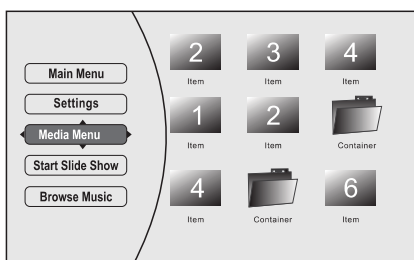 Main Menu
Settings
Media Menu
Start Slide Show
Browse Music
2 3 4
Item Item Item
1 2
Item Item Container
4 6
Item Container Item